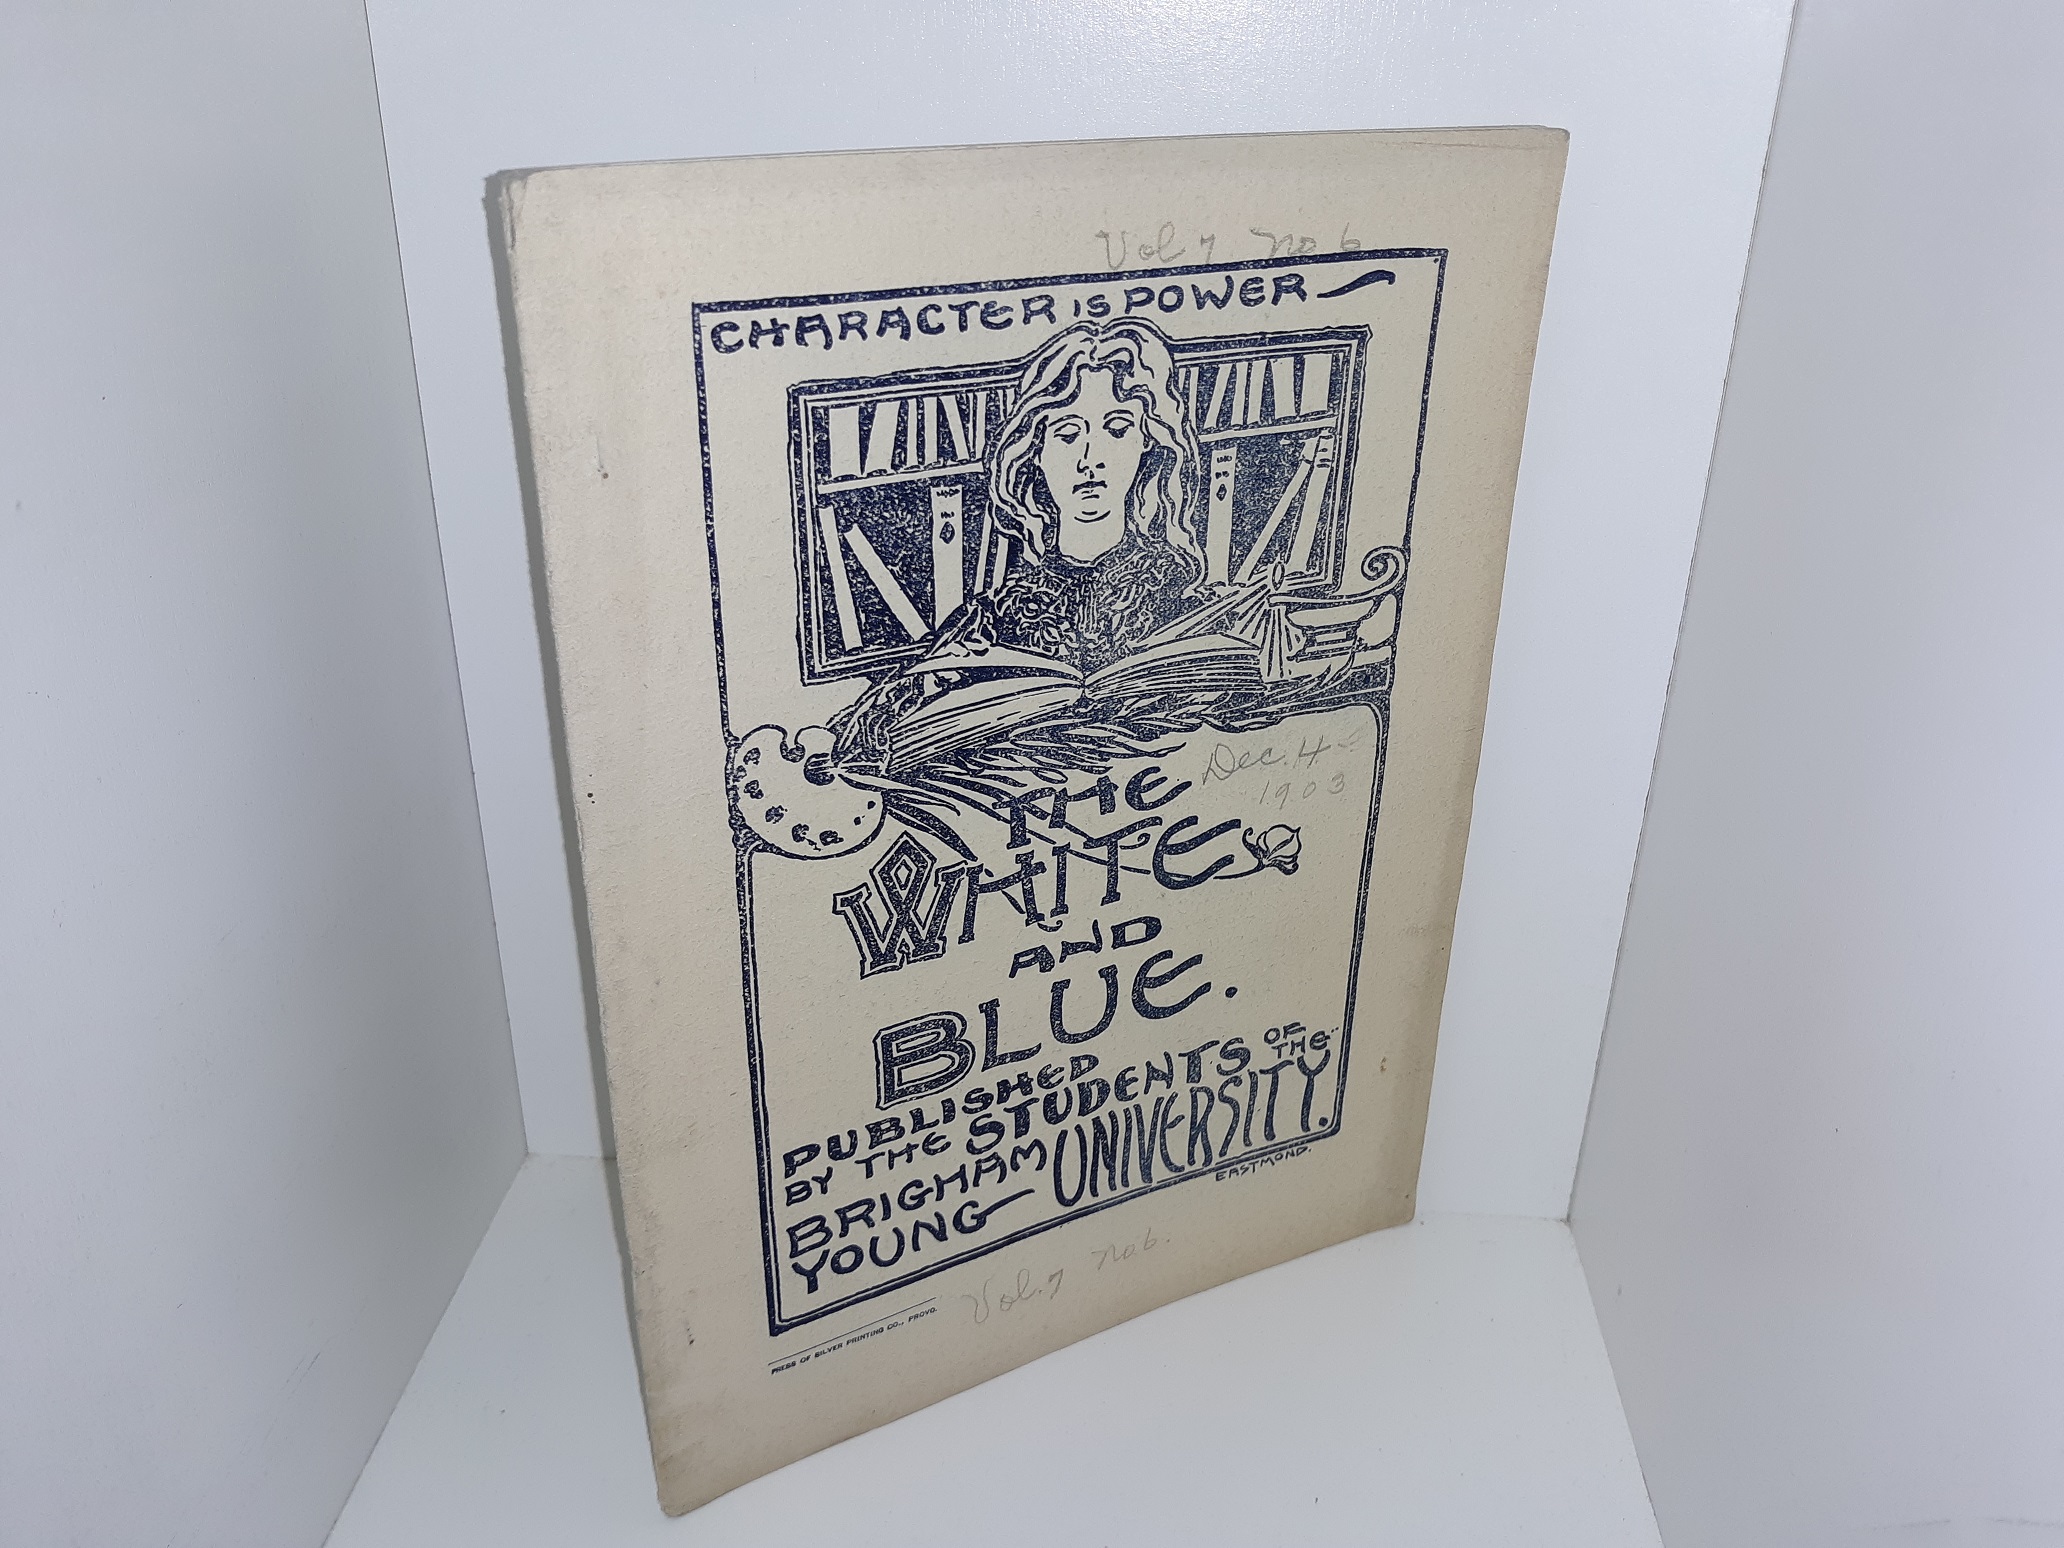 Vol 7 No 6
CHARACTER IS POWER
Dec. 4
1903
THE
WHITE
AND
BLUE.
PUBLISHED
BY THE STUDENTS OF THE
BRIGHAM
YOUNG UNIVERSITY.
EASTMOND.
Vol. 7 No. 6.
PRESS OF SILVER PRINTING CO., PROVO.